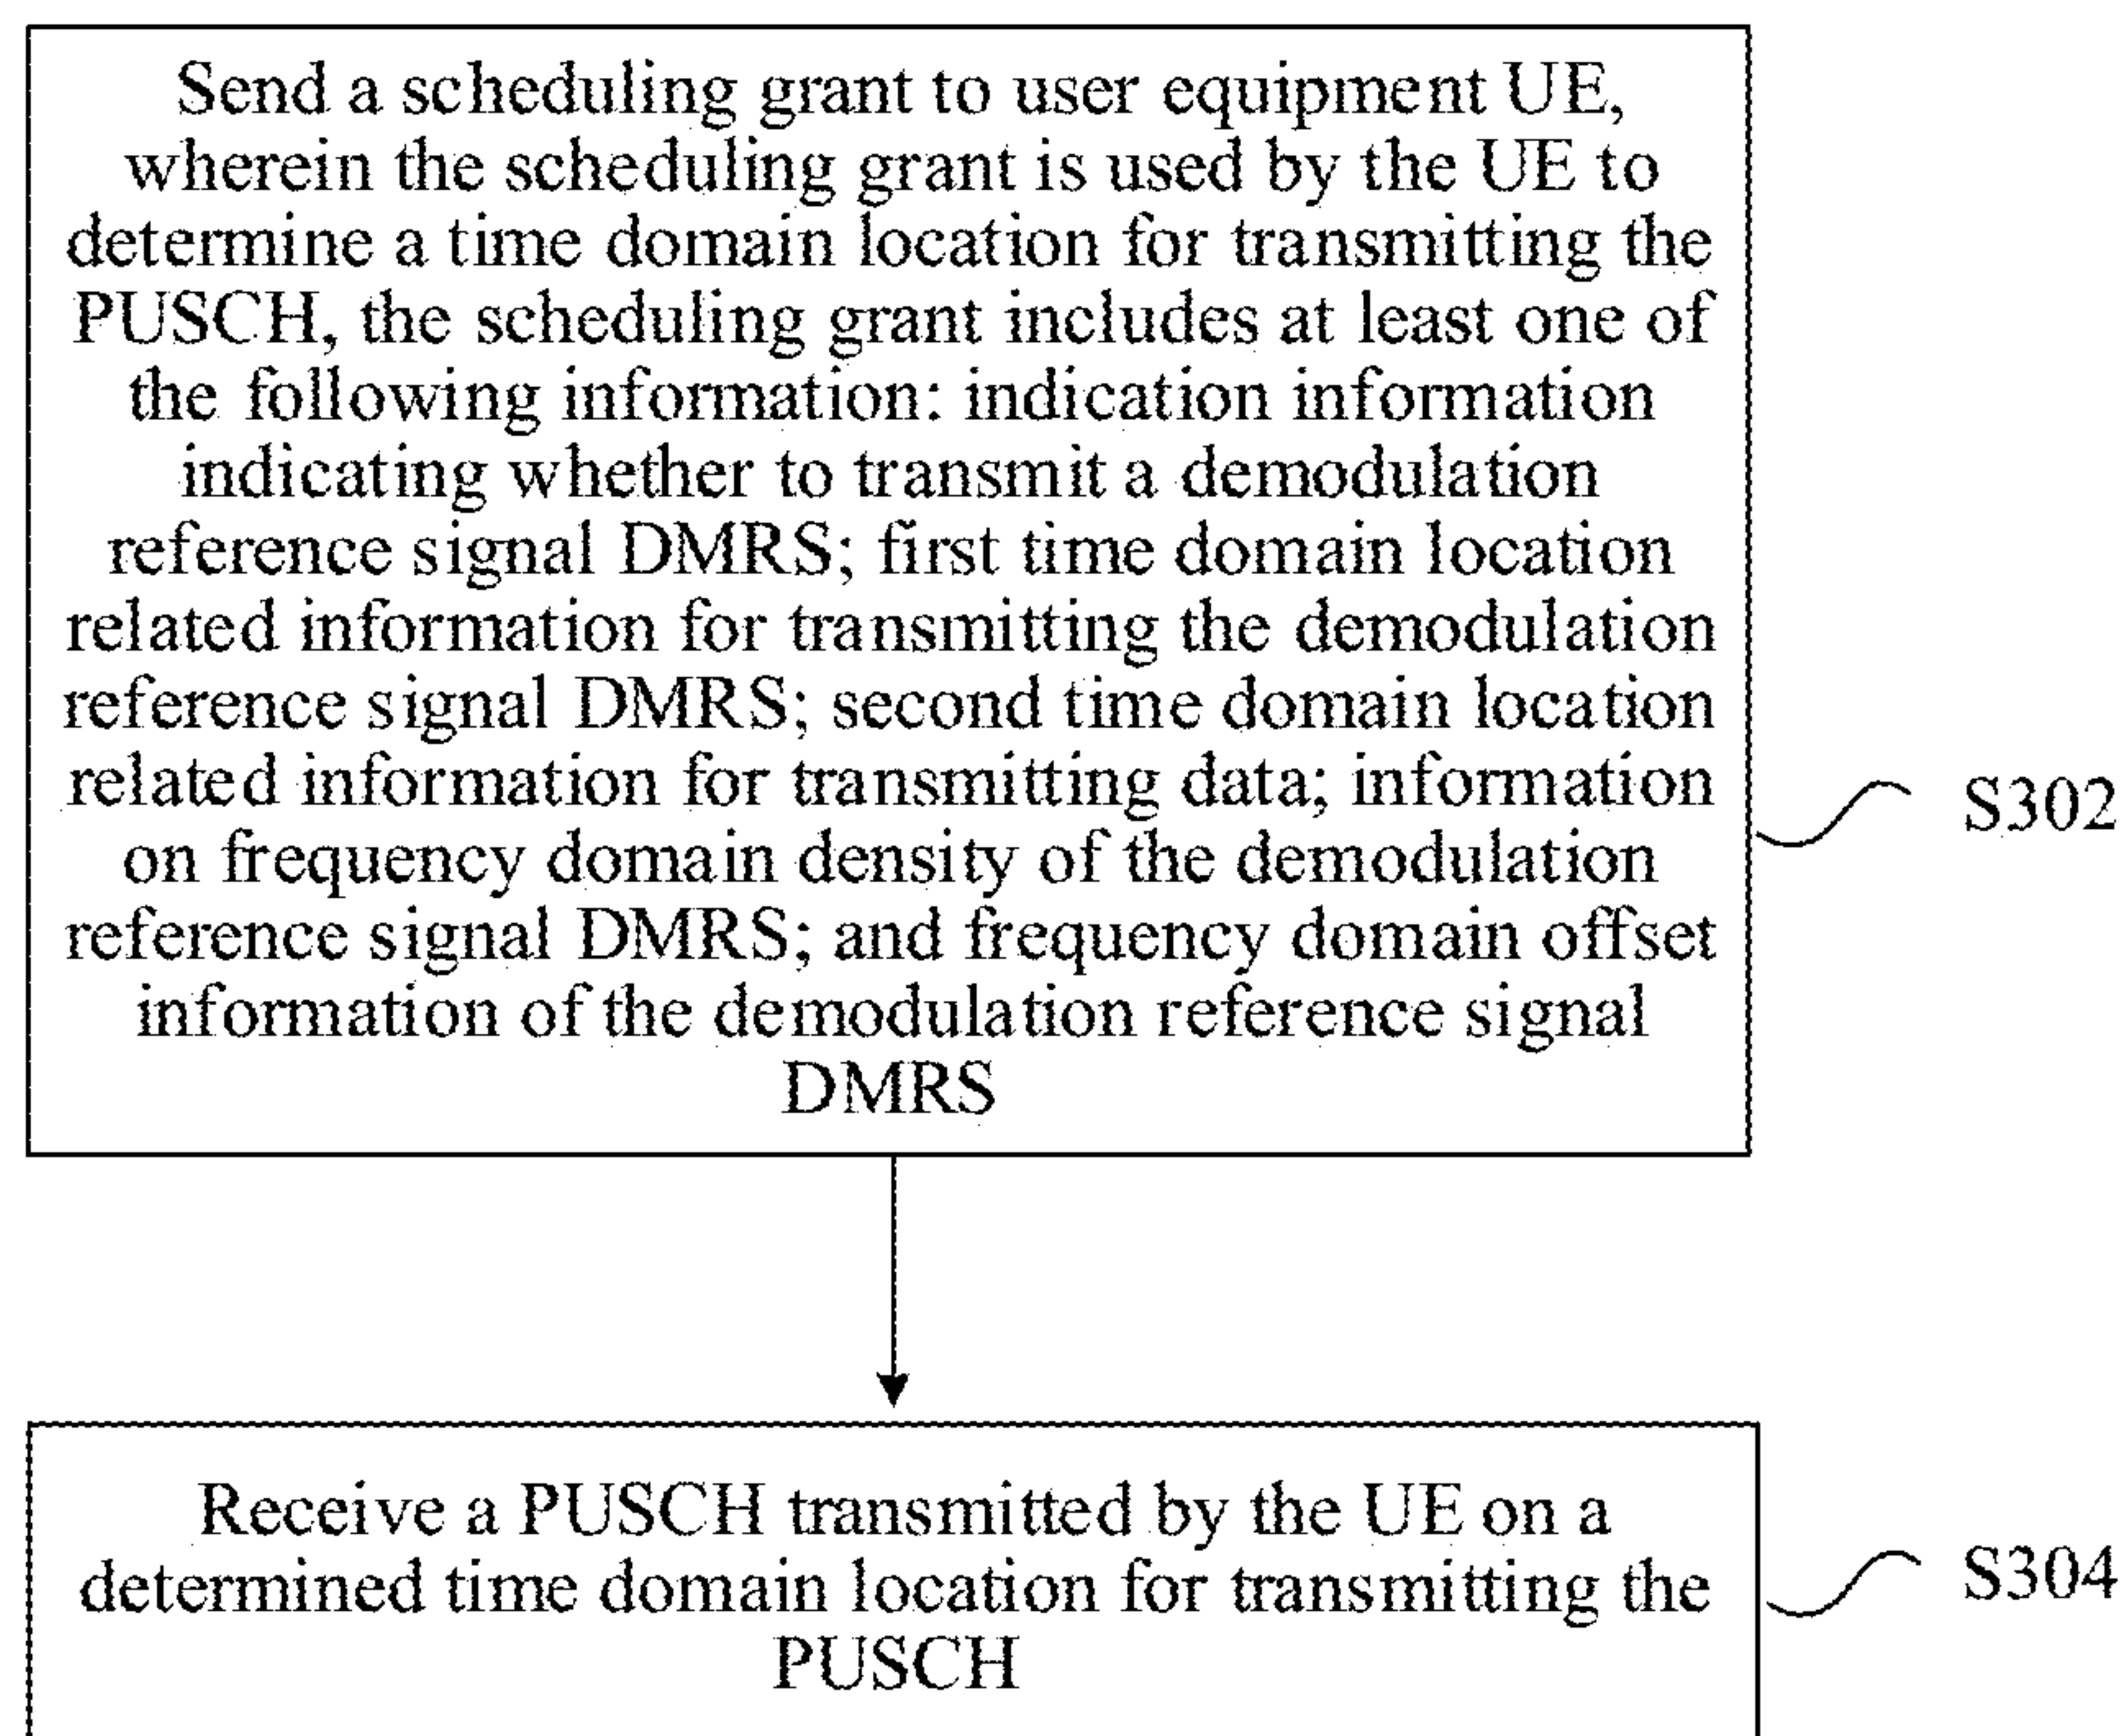 Send a scheduling grant to user equipment UE,
wherein the scheduling grant is used by the UE to
determine a time domain location for transmitting the
PUSCH, the scheduling grant includes at least one of
the following information: indication information
indicating whether to transmit a demodulation
reference signal DMRS; first time domain location
related information for transmitting the demodulation
reference signal DMRS; second time domain location
related information for transmitting data; information
on frequency domain density of the demodulation
reference signal DMRS; and frequency domain offset
information of the demodulation reference signal
DMRS
S302
Receive a PUSCH transmitted by the UE on a
determined time domain location for transmitting the
PUSCH
S304